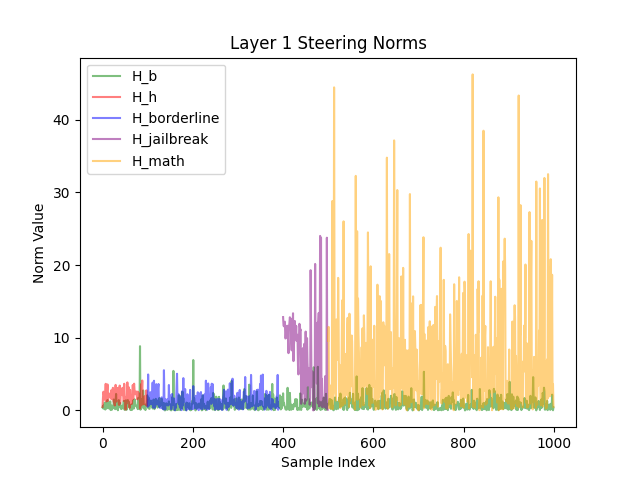 Layer 1 Steering Norms
H_b
H_h
H_borderline
H_jailbreak
H_math
Norm Value
40
30
20
10
0
0 200 400 600 800 1000
Sample Index